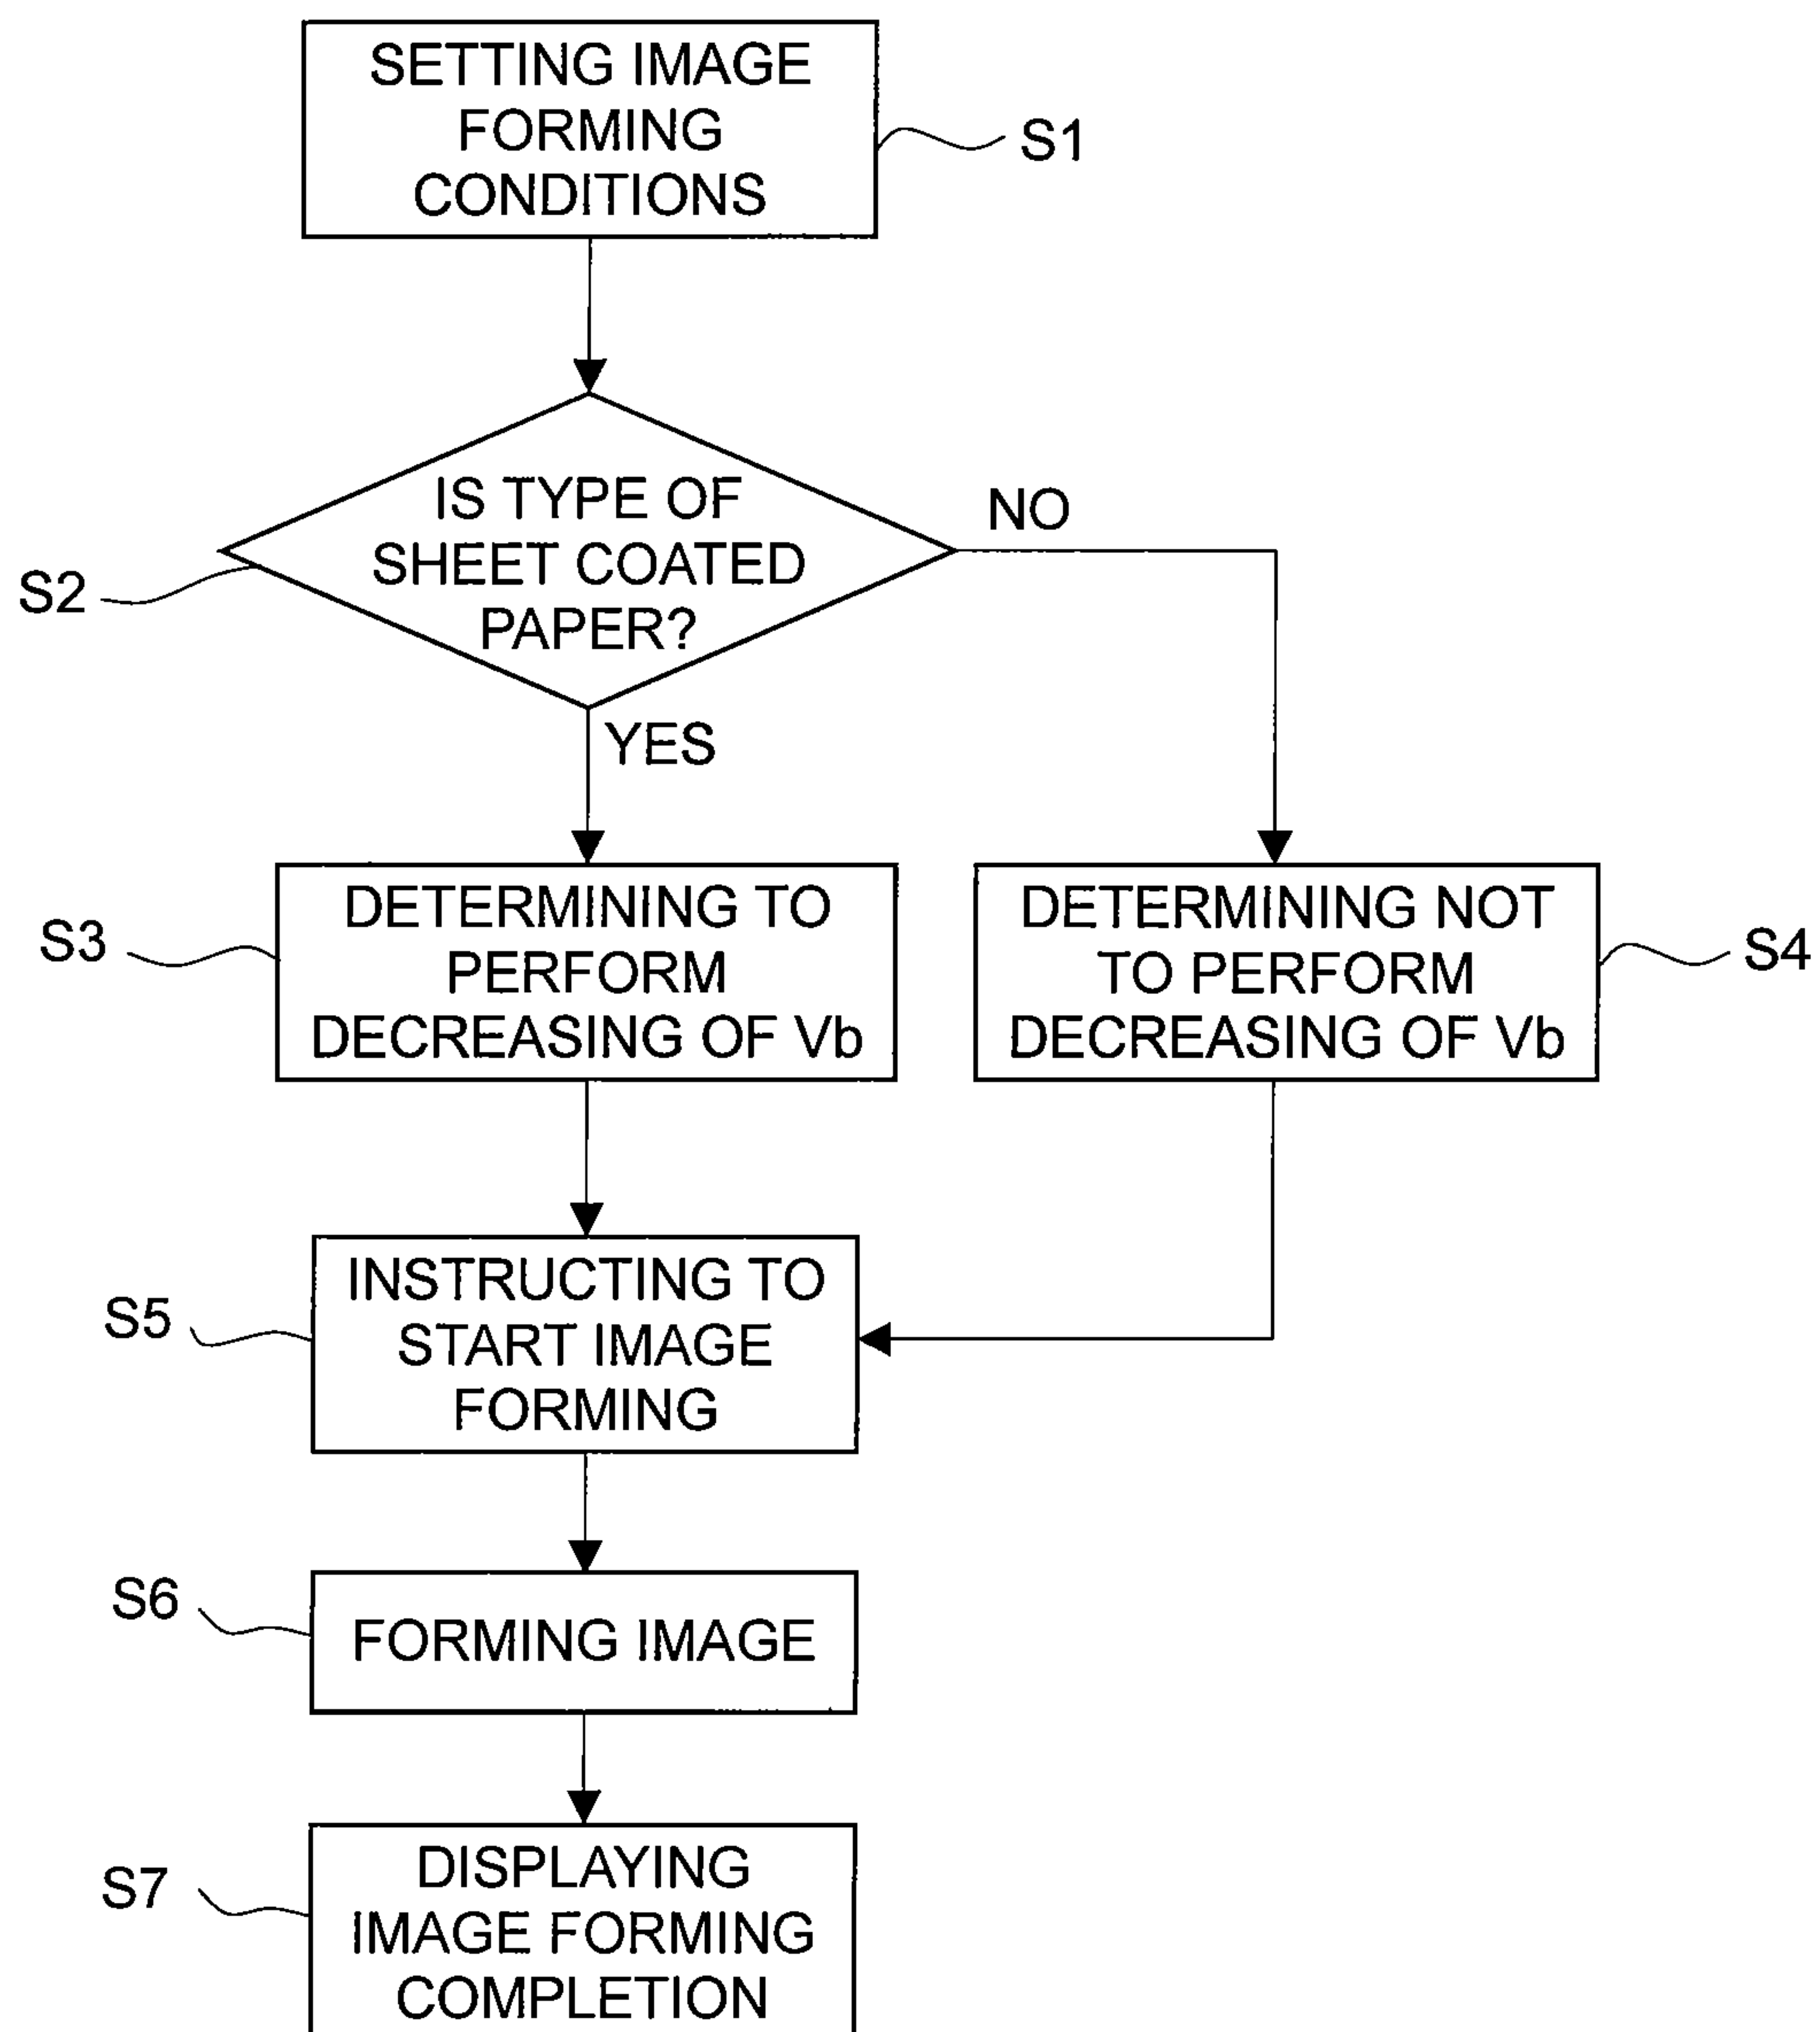 SETTING IMAGE
FORMING
CONDITIONS
S1
IS TYPE OF
SHEET COATED
PAPER?
S2
NO
YES
DETERMINING TO
PERFORM
DECREASING OF Vb
S3
DETERMINING NOT
TO PERFORM
DECREASING OF Vb
S4
INSTRUCTING TO
START IMAGE
FORMING
S5
S6
FORMING IMAGE
S7
DISPLAYING
IMAGE FORMING
COMPLETION